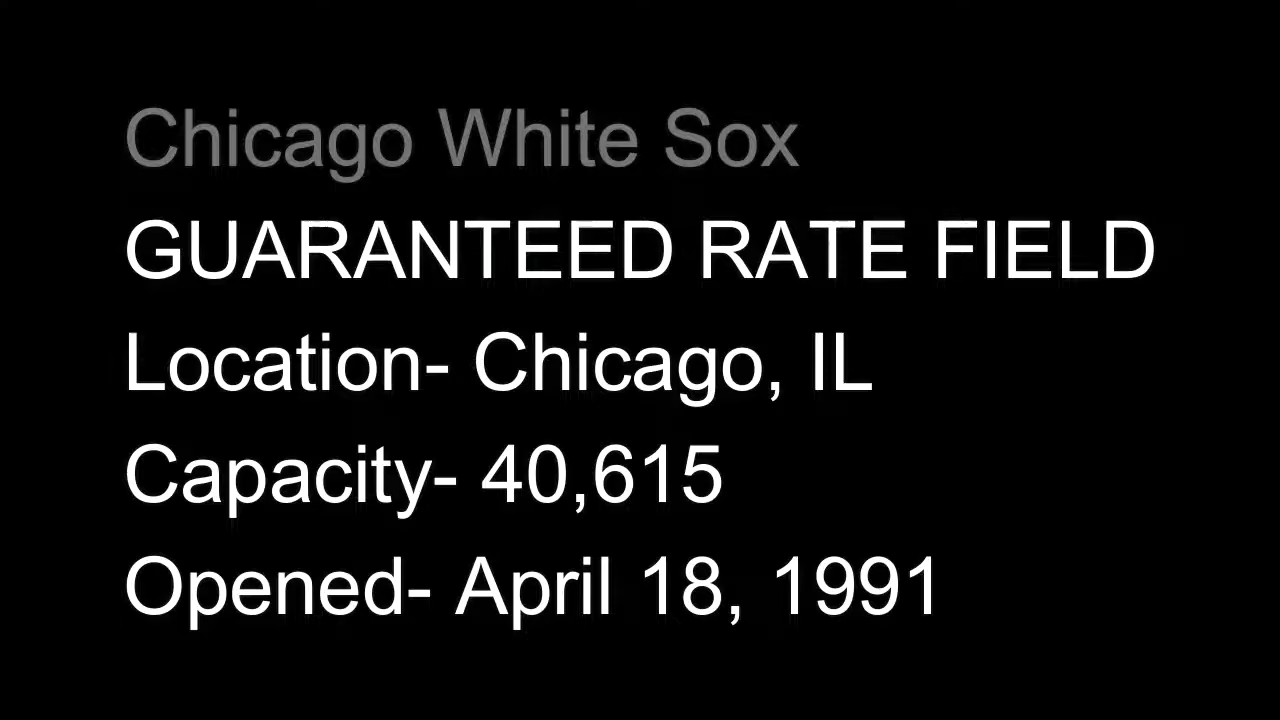 Chicago White Sox
GUARANTEED RATE FIELD
Location- Chicago, IL
Capacity- 40,615
Opened- April 18, 1991